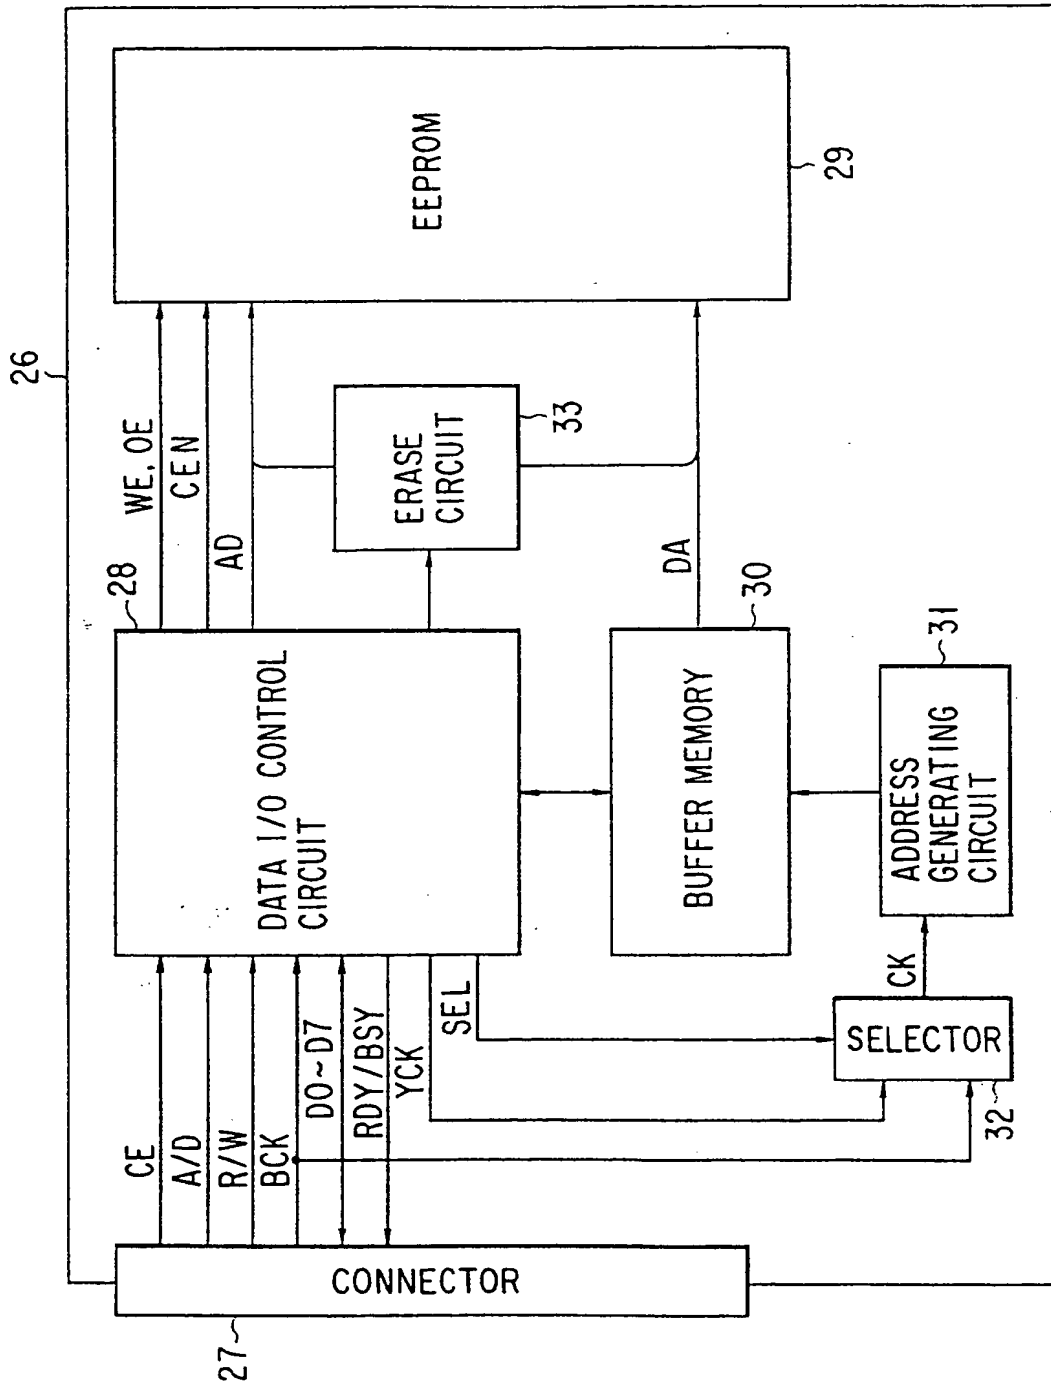 26
EEPROM
29
WE, OE
CEN
AD
ERASE
CIRCUIT
33
DA
28
DATA I/O CONTROL
CIRCUIT
BUFFER MEMORY
30
ADDRESS
GENERATING
CIRCUIT
31
CE
A/D
R/W
BCK
D0~D7
RDY/BSY
YCK
SEL
CK
SELECTOR
32
CONNECTOR
27